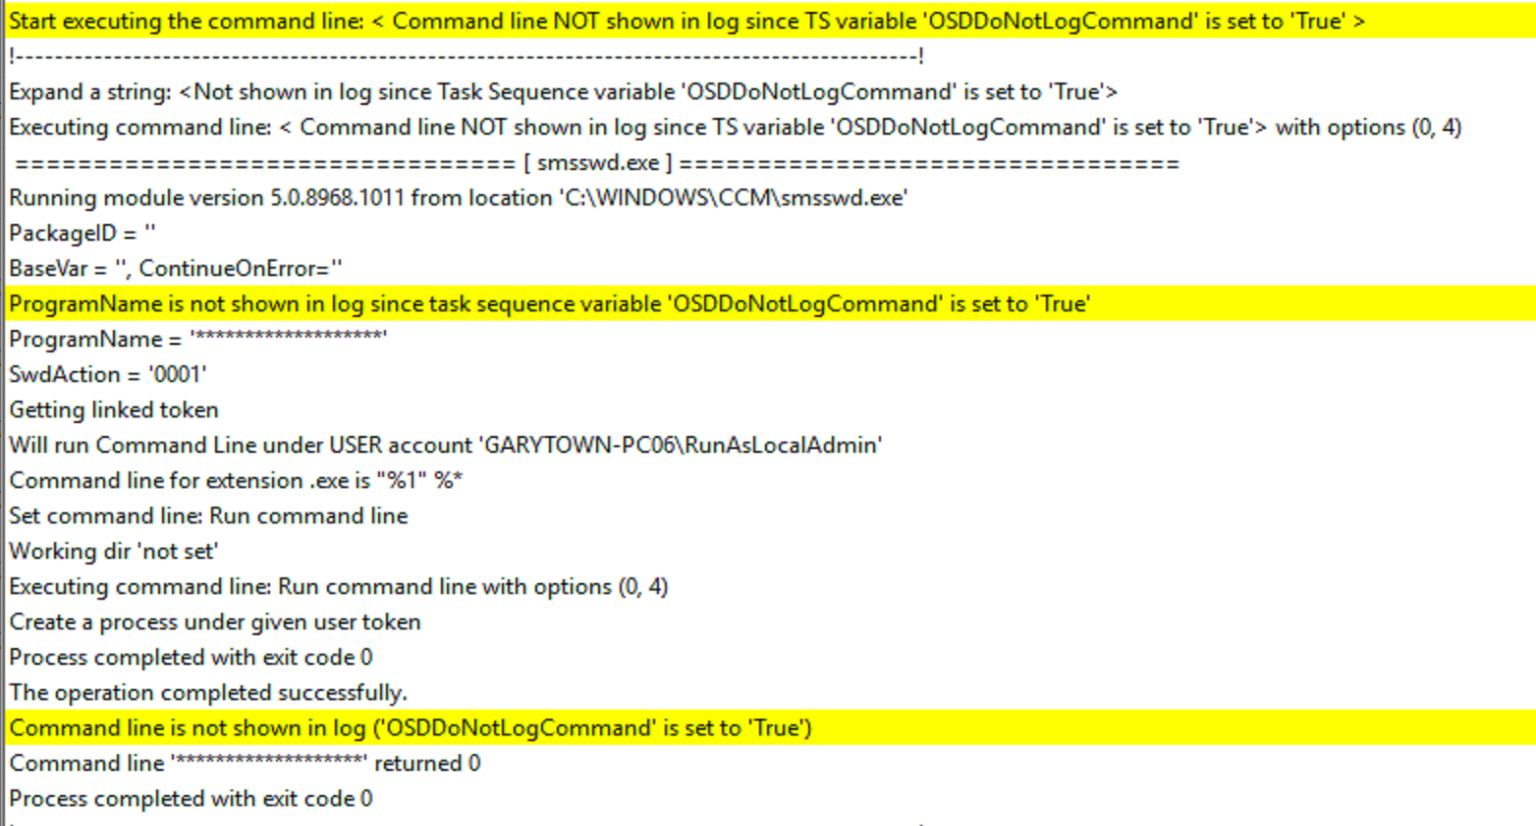 Start executing the command line: < Command line NOT shown in log since TS variable 'OSDDoNotLogCommand' is set to 'True' >
!--------------------------------------------------------------------------------------------!
Expand a string: <Not shown in log since Task Sequence variable 'OSDDoNotLogCommand' is set to 'True'>
Executing command line: < Command line NOT shown in log since TS variable 'OSDDoNotLogCommand' is set to 'True'> with options (0, 4)
================================ [ smsswd.exe ] ================================
Running module version 5.0.8968.1011 from location 'C:\WINDOWS\CCM\smsswd.exe'
PackageID = ''
BaseVar = '', ContinueOnError=''
ProgramName is not shown in log since task sequence variable 'OSDDoNotLogCommand' is set to 'True'
ProgramName = '*******************'
SwdAction = '0001'
Getting linked token
Will run Command Line under USER account 'GARYTOWN-PC06\RunAsLocalAdmin'
Command line for extension .exe is "%1" %*
Set command line: Run command line
Working dir 'not set'
Executing command line: Run command line with options (0, 4)
Create a process under given user token
Process completed with exit code 0
The operation completed successfully.
Command line is not shown in log ('OSDDoNotLogCommand' is set to 'True')
Command line '*******************' returned 0
Process completed with exit code 0